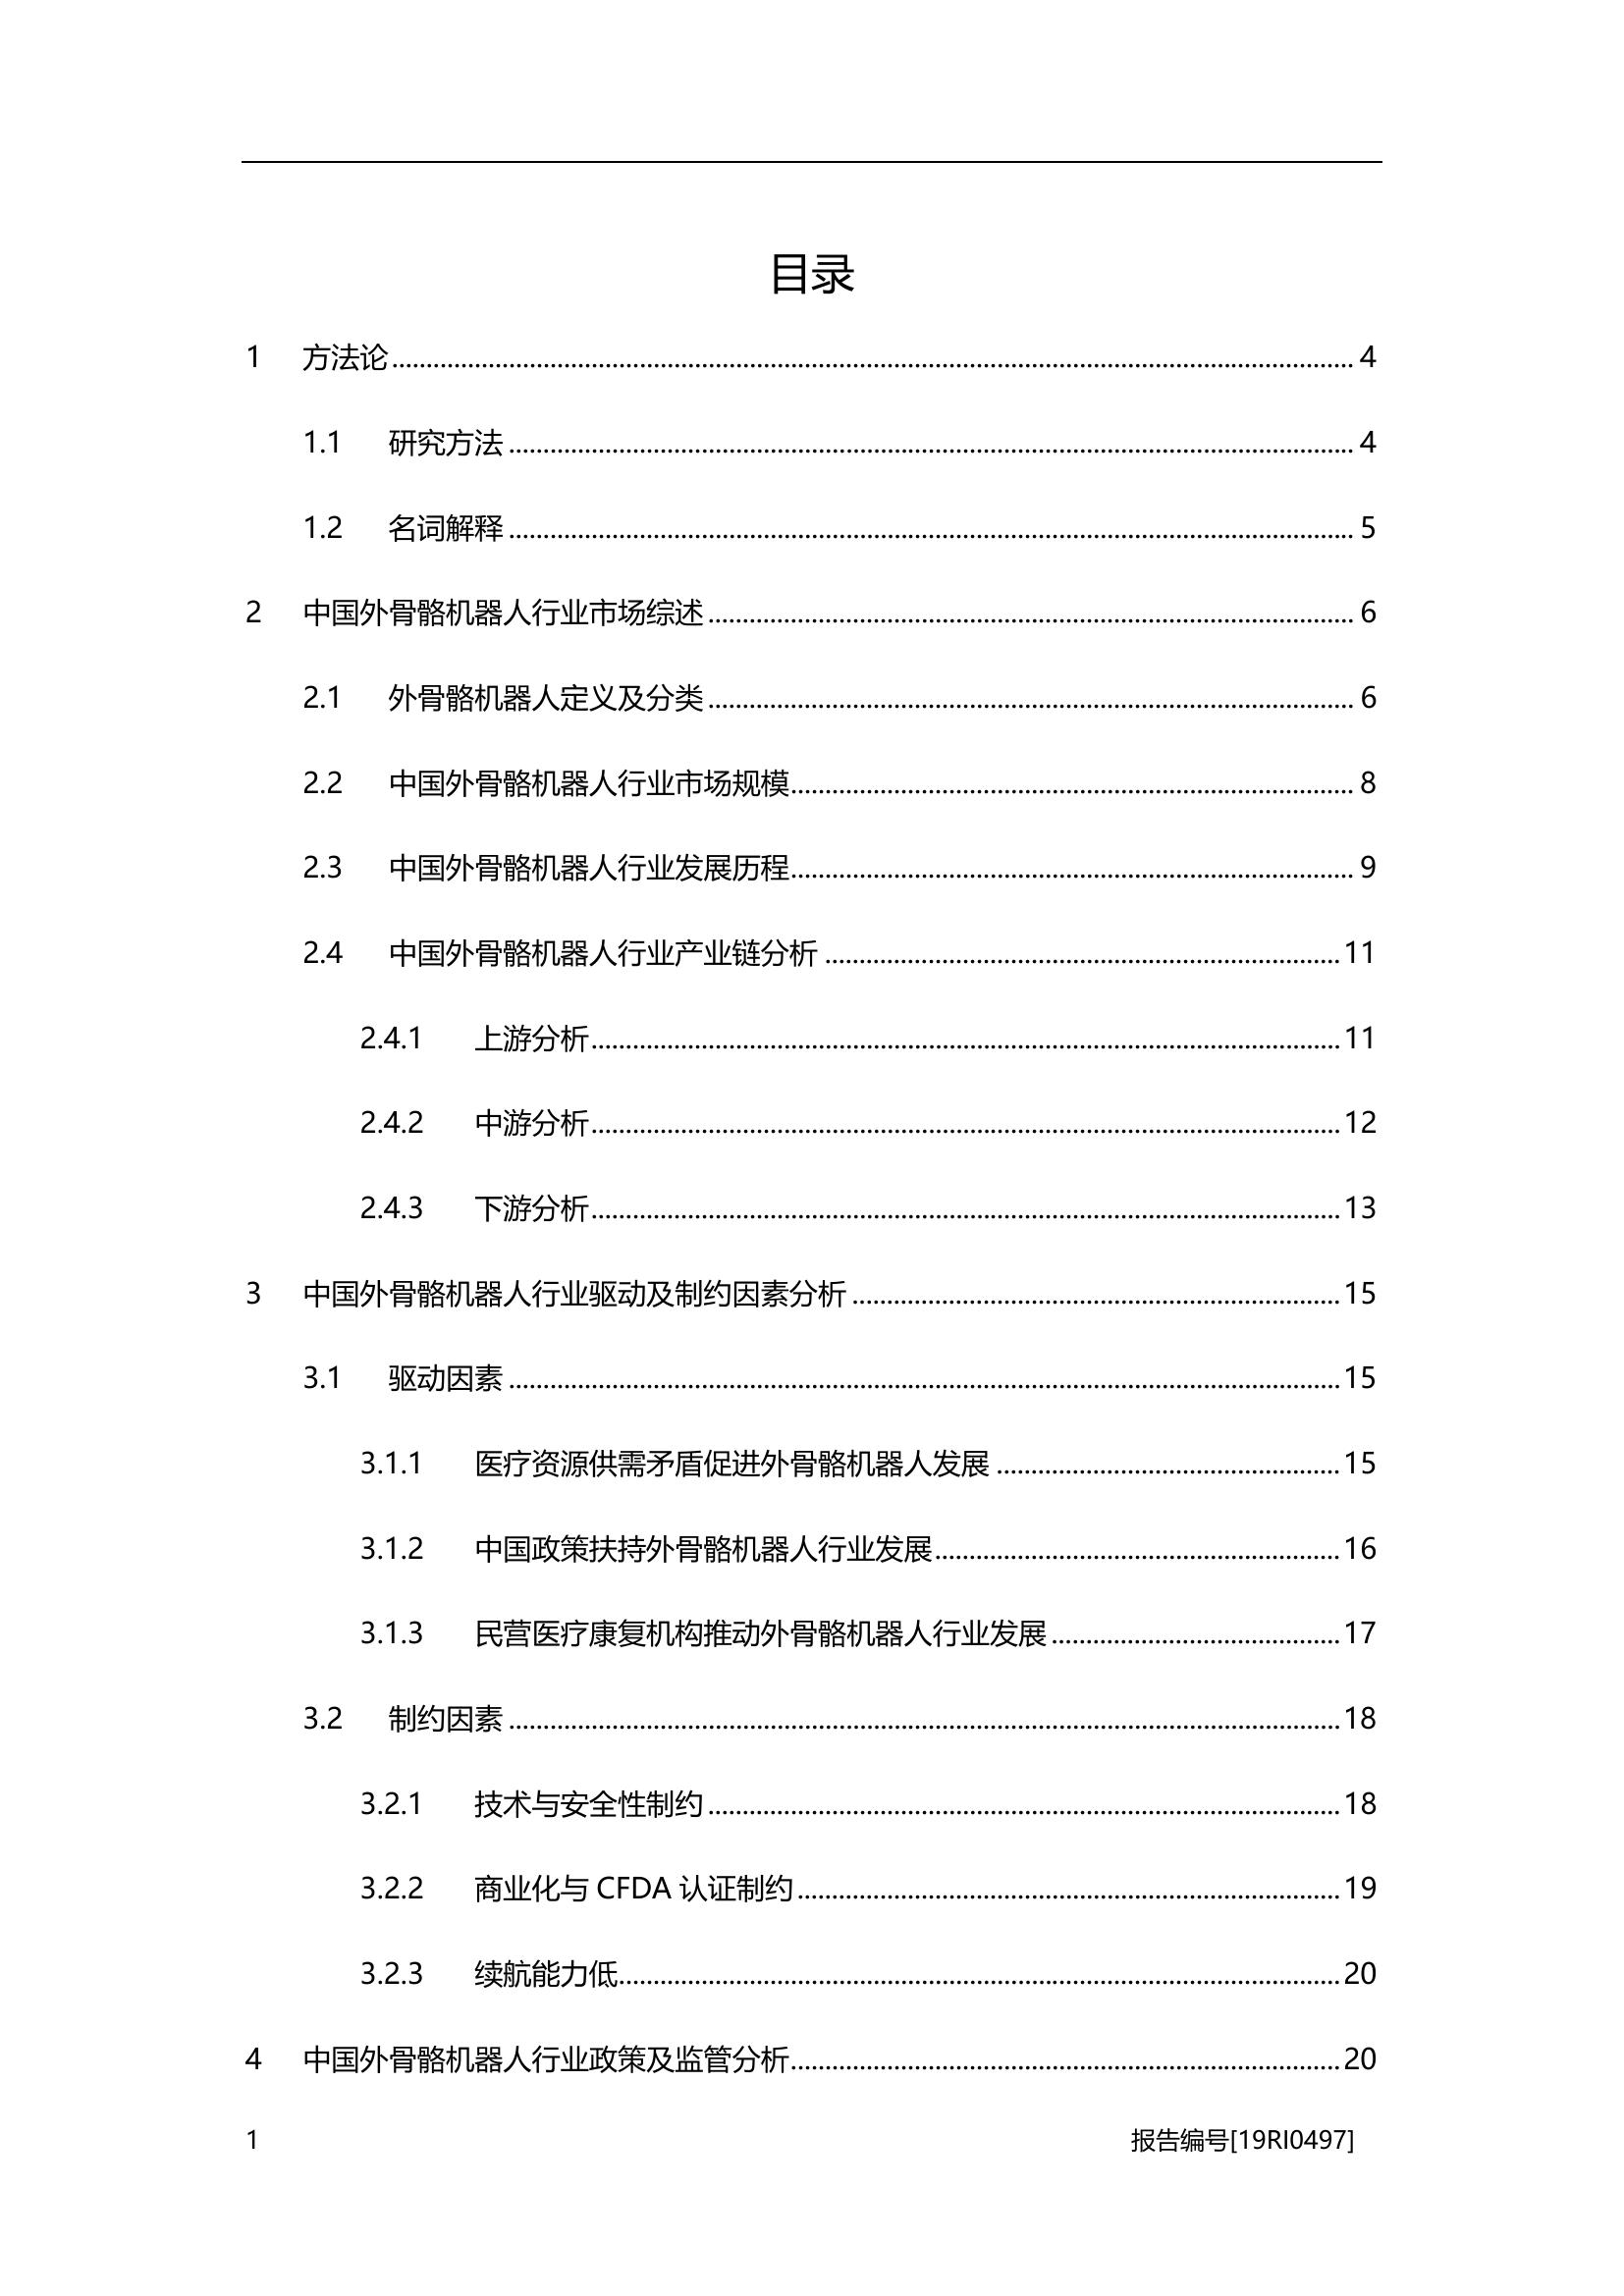 目录
1 方法论 4
1.1 研究方法 4
1.2 名词解释 5
2 中国外骨骼机器人行业市场综述 6
2.1 外骨骼机器人定义及分类 6
2.2 中国外骨骼机器人行业市场规模 8
2.3 中国外骨骼机器人行业发展历程 9
2.4 中国外骨骼机器人行业产业链分析 11
2.4.1 上游分析 11
2.4.2 中游分析 12
2.4.3 下游分析 13
3 中国外骨骼机器人行业驱动及制约因素分析 15
3.1 驱动因素 15
3.1.1 医疗资源供需矛盾促进外骨骼机器人发展 15
3.1.2 中国政策扶持外骨骼机器人行业发展 16
3.1.3 民营医疗康复机构推动外骨骼机器人行业发展 17
3.2 制约因素 18
3.2.1 技术与安全性制约 18
3.2.2 商业化与 CFDA 认证制约 19
3.2.3 续航能力低 20
4 中国外骨骼机器人行业政策及监管分析 20
1 报告编号[19RI0497]